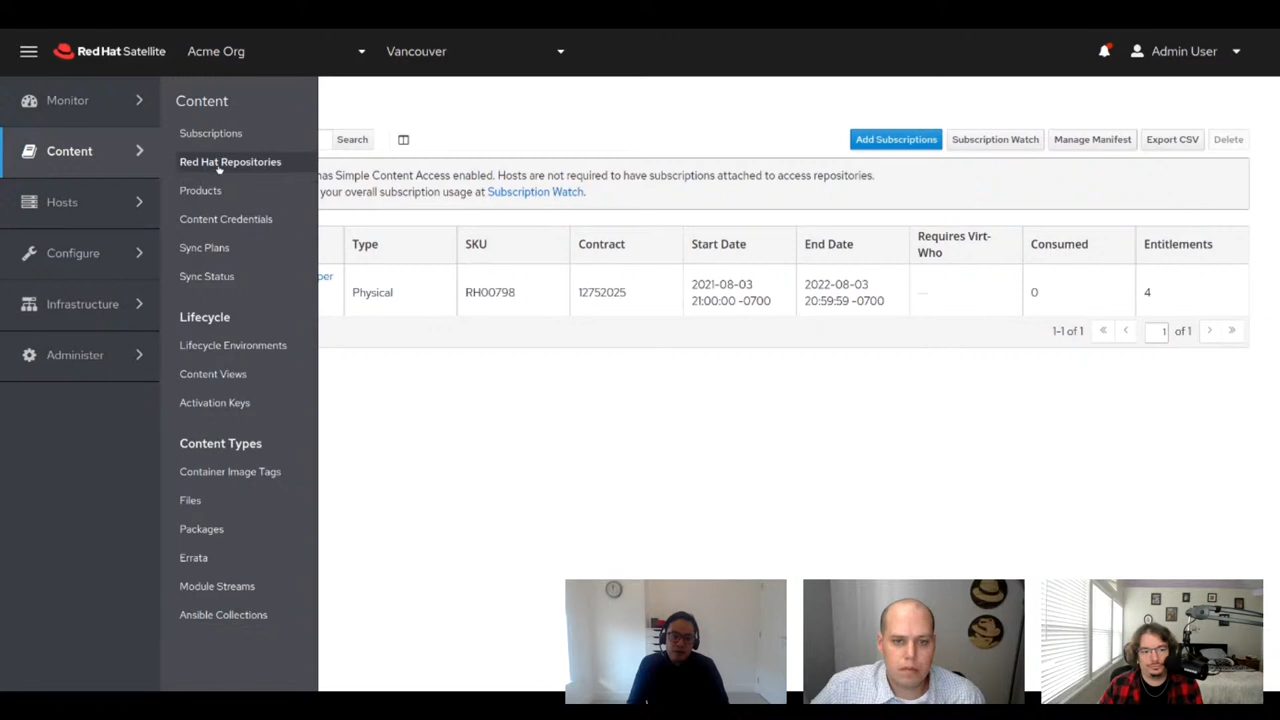 Red Hat Satellite
Acme Org
Vancouver
Admin User
Monitor
Content
Hosts
Configure
Infrastructure
Administer
Content
Subscriptions
Red Hat Repositories
Products
Content Credentials
Sync Plans
Sync Status
Lifecycle
Lifecycle Environments
Content Views
Activation Keys
Content Types
Container Image Tags
Files
Packages
Errata
Module Streams
Ansible Collections
Search
Add Subscriptions
Subscription Watch
Manage Manifest
Export CSV
Delete
has Simple Content Access enabled. Hosts are not required to have subscriptions attached to access repositories.
your overall subscription usage at Subscription Watch.
Type SKU Contract Start Date End Date Requires Virt-
Who Consumed Entitlements
per
Physical RH00798 12752025 2021-08-03
21:00:00 -0700 2022-08-03
20:59:59 -0700 — 0 4
1-1 of 1 « ‹ 1 of 1 › »